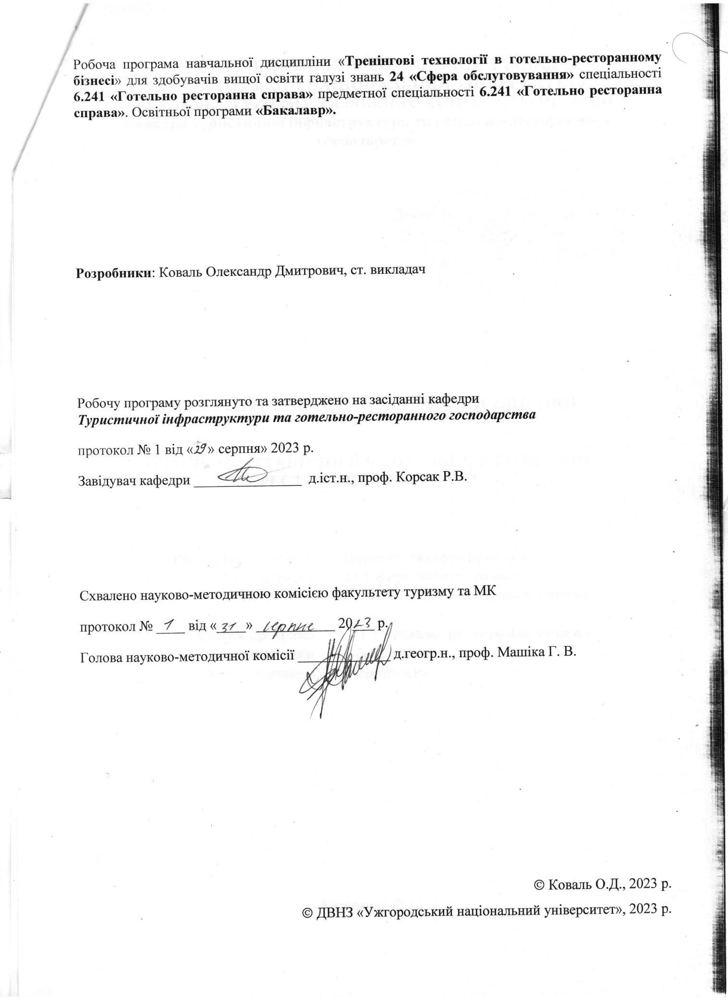 Робоча програма навчальної дисципліни «Тренінгові технології в готельно-ресторанному
бізнесі» для здобувачів вищої освіти галузі знань 24 «Сфера обслуговування» спеціальності
6.241 «Готельно ресторанна справа» предметної спеціальності 6.241 «Готельно ресторанна
справа». Освітньої програми «Бакалавр».
Розробники: Коваль Олександр Дмитрович, ст. викладач
Робочу програму розглянуто та затверджено на засіданні кафедри
Туристичної інфраструктури та готельно-ресторанного господарства
протокол № 1 від «29» серпня» 2023 р.
Завідувач кафедри ________________ д.іст.н., проф. Корсак Р.В.
Схвалено науково-методичною комісією факультету туризму та МК
протокол № 1 від «31» серпня 2023 р.
Голова науково-методичної комісії ______________ д.геогр.н., проф. Машіка Г. В.
© Коваль О.Д., 2023 р.
© ДВНЗ «Ужгородський національний університет», 2023 р.